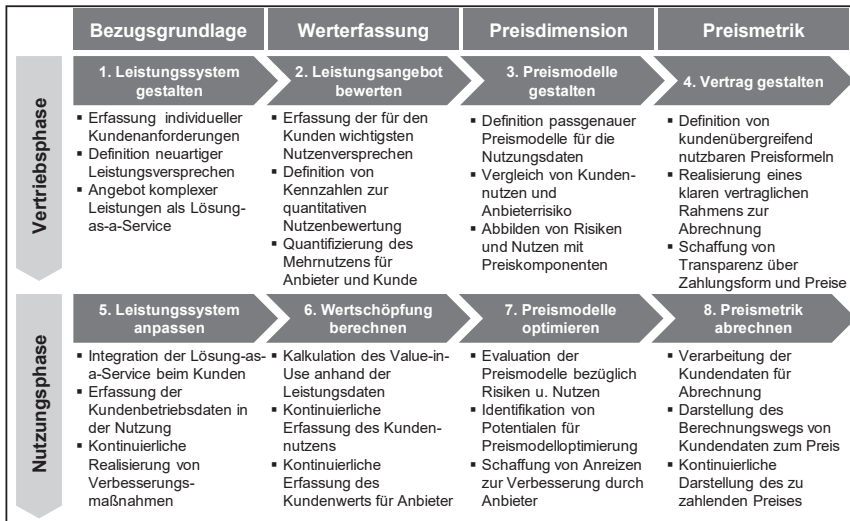 Bezugsgrundlage
Werterfassung
Preisdimension
Preismetrik
Vertriebsphase
1. Leistungssystem
gestalten
▪ Erfassung individueller
Kundenanforderungen
▪ Definition neuartiger
Leistungsversprechen
▪ Angebot komplexer
Leistungen als Lösung-
as-a-Service
2. Leistungsangebot
bewerten
▪ Erfassung der für den
Kunden wichtigsten
Nutzenversprechen
▪ Definition von
Kennzahlen zur
quantitativen
Nutzenbewertung
▪ Quantifizierung des
Mehrnutzens für
Anbieter und Kunde
3. Preismodelle
gestalten
▪ Definition passgenauer
Preismodelle für die
Nutzungsdaten
▪ Vergleich von Kunden-
nutzen und
Anbieterrisiko
▪ Abbilden von Risiken
und Nutzen mit
Preiskomponenten
4. Vertrag gestalten
▪ Definition von
kundenübergreifend
nutzbaren Preisformeln
▪ Realisierung eines
klaren vertraglichen
Rahmens zur
Abrechnung
▪ Schaffung von
Transparenz über
Zahlungsform und Preise
Nutzungsphase
5. Leistungssystem
anpassen
▪ Integration der Lösung-as-
a-Service beim Kunden
▪ Erfassung der
Kundenbetriebsdaten in
der Nutzung
▪ Kontinuierliche
Realisierung von
Verbesserungs-
maßnahmen
6. Wertschöpfung
berechnen
▪ Kalkulation des Value-in-
Use anhand der
Leistungsdaten
▪ Kontinuierliche
Erfassung des Kunden-
nutzens
▪ Kontinuierliche
Erfassung des
Kundenwerts für Anbieter
7. Preismodelle
optimieren
▪ Evaluation der
Preismodelle bezüglich
Risiken u. Nutzen
▪ Identifikation von
Potentialen für
Preismodelloptimierung
▪ Schaffung von Anreizen
zur Verbesserung durch
Anbieter
8. Preismetrik
abrechnen
▪ Verarbeitung der
Kundendaten für
Abrechnung
▪ Darstellung des
Berechnungswegs von
Kundendaten zum Preis
▪ Kontinuierliche
Darstellung des zu
zahlenden Preises